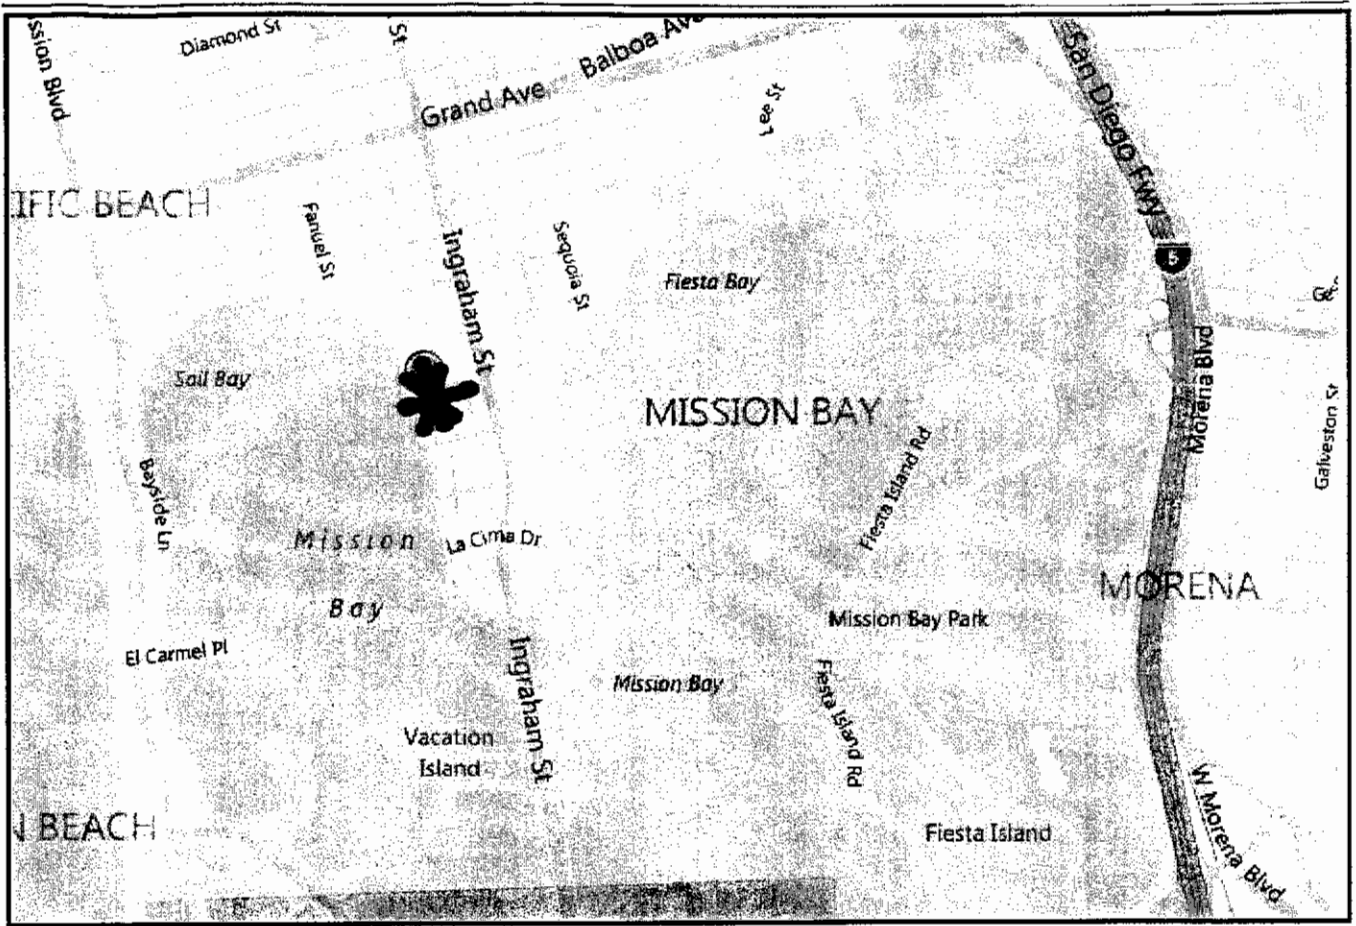 ssion Blvd
Diamond St
St
Balboa Ave
Grand Ave
San Diego Fwy
Lee St
IFIC BEACH
Fanuel St
Ingraham St
Sequoia St
Fiesta Bay
5
Sail Bay
MISSION BAY
Morena Blvd
Galveston St
Bayside Ln
Fiesta Island Rd
Mission
La Cima Dr
Bay
MORENA
Mission Bay Park
El Carmel Pl
Ingraham St
Mission Bay
Fiesta Island Rd
Vacation
Island
W Morena Blvd
N BEACH
Fiesta Island